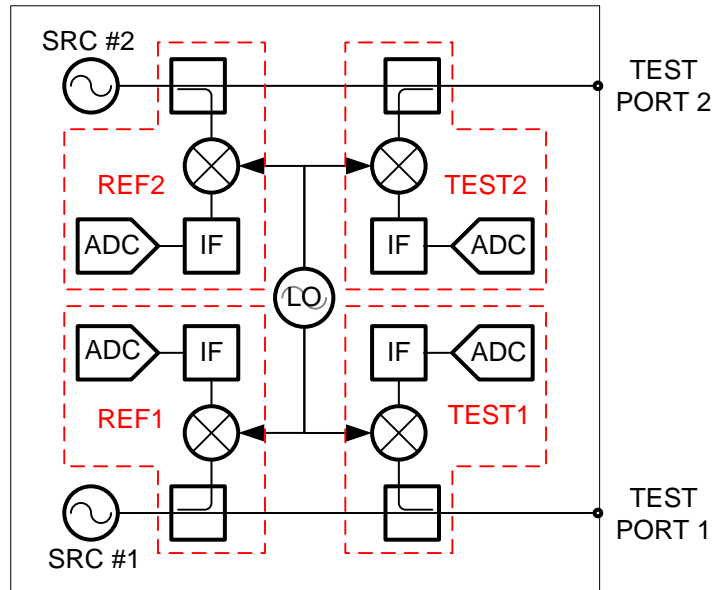 SRC #2
TEST
PORT 2
REF2
TEST2
ADC
IF
IF
ADC
LO
ADC
IF
IF
ADC
REF1
TEST1
SRC #1
TEST
PORT 1